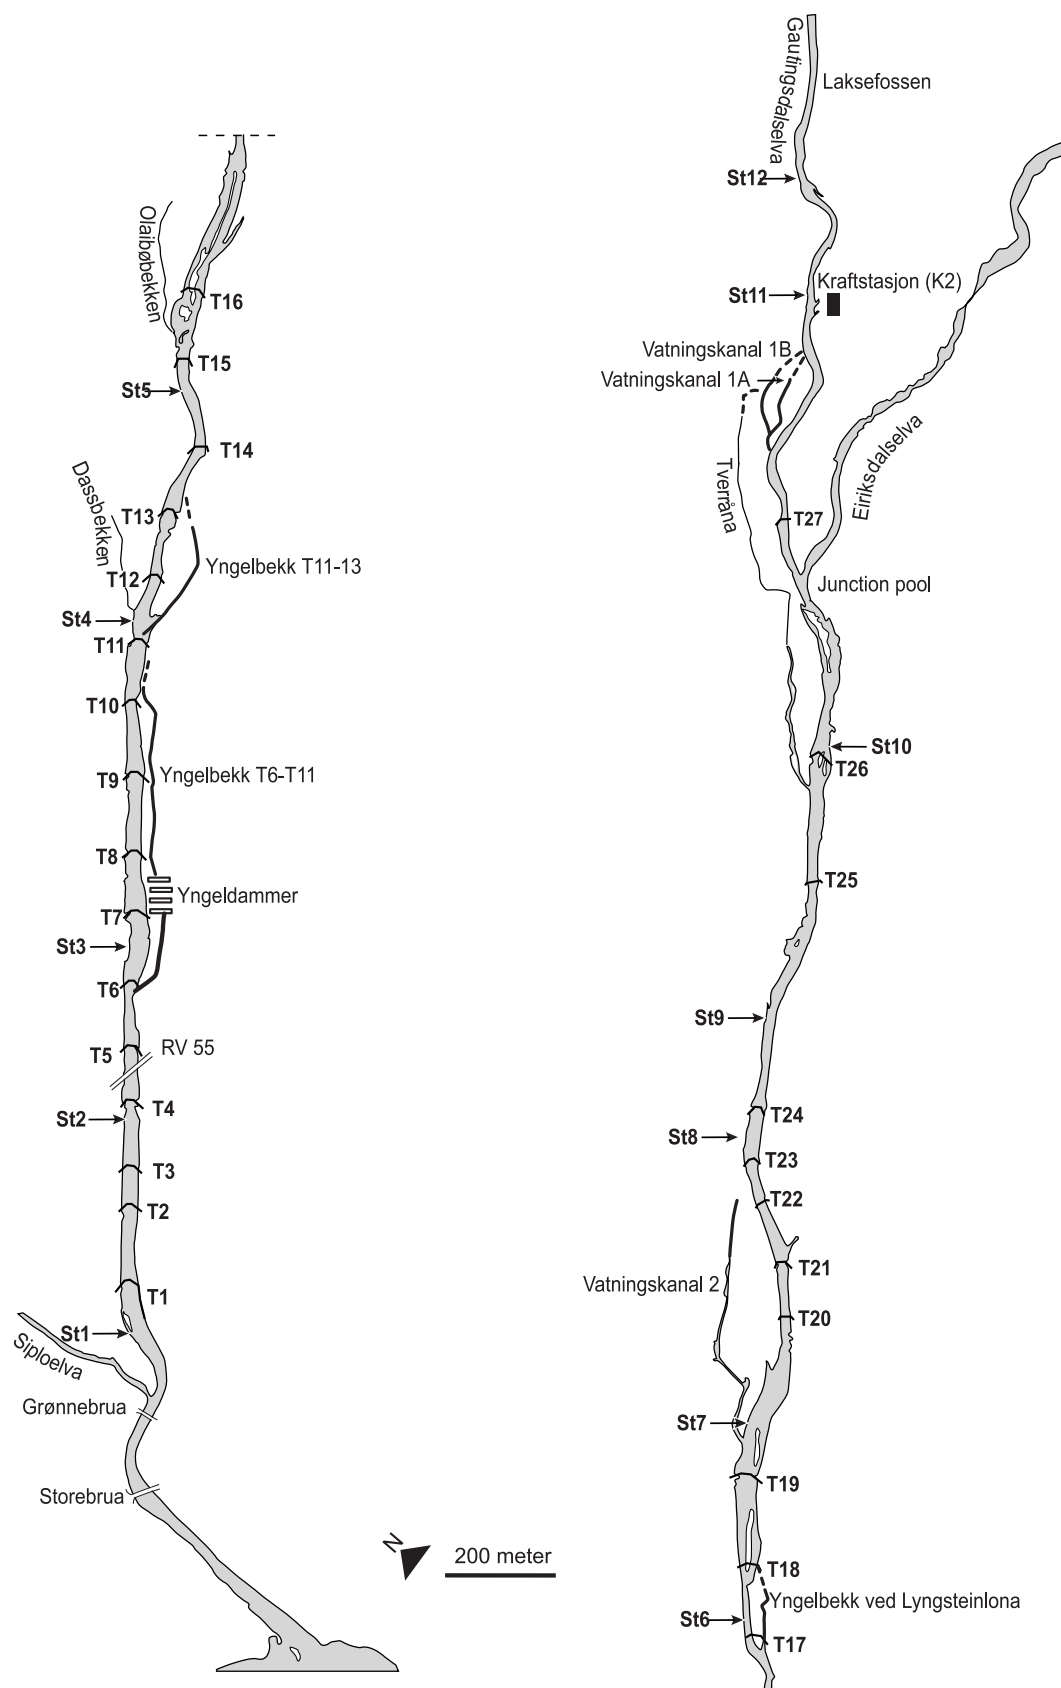 Olaibøbekken
T16
T15
St5
T14
Dassbekken
T13
Yngelbekk T11-13
T12
St4
T11
T10
T9
Yngelbekk T6-T11
T8
Yngeldammer
T7
St3
T6
T5
RV 55
T4
St2
T3
T2
T1
St1
Siploelva
Grønnebrua
Storebrua
N
200 meter
Gautingsdalselva
Laksefossen
St12
Kraftstasjon (K2)
St11
Vatningskanal 1B
Vatningskanal 1A
Tverråna
Eiriksdalselva
T27
Junction pool
St10
T26
T25
St9
T24
St8
T23
T22
T21
Vatningskanal 2
T20
St7
T19
T18
Yngelbekk ved Lyngsteinlona
St6
T17